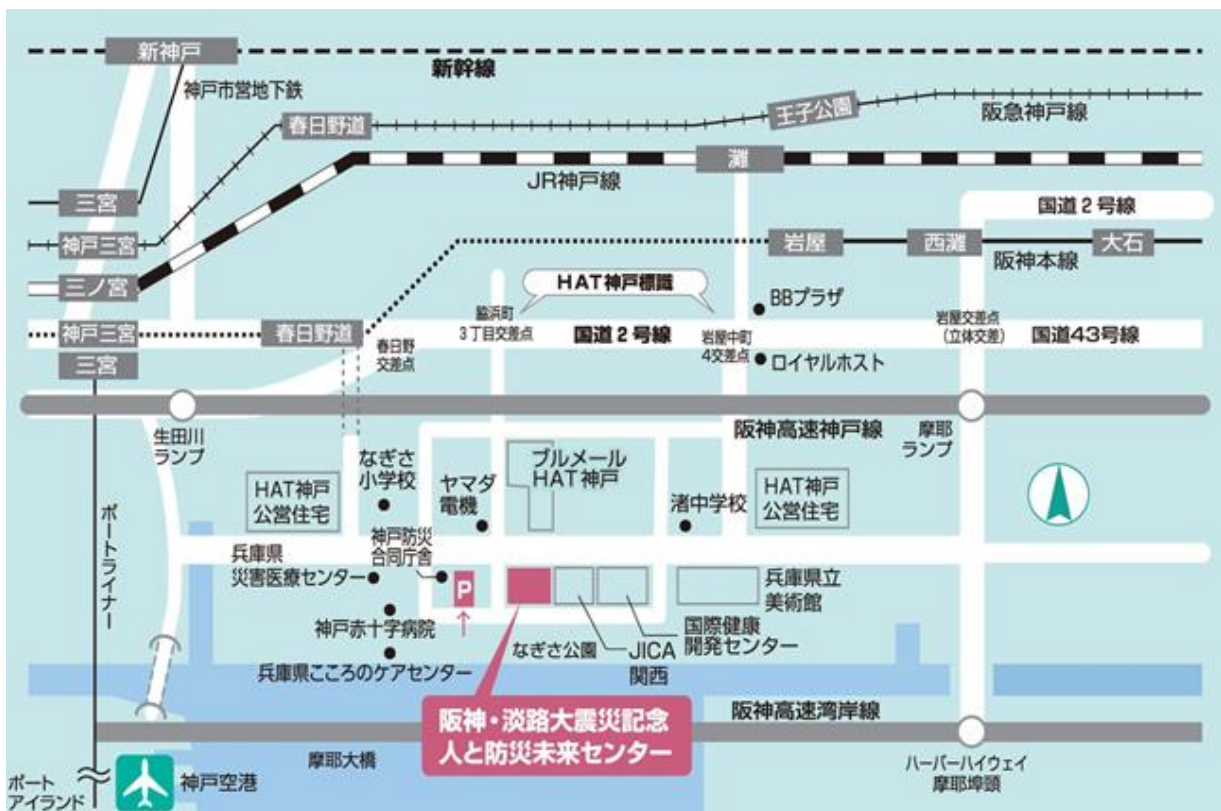 新神戸
新幹線
神戸市営地下鉄
春日野道
王子公園
阪急神戸線
灘
JR神戸線
三宮
国道2号線
神戸三宮
岩屋
西灘
大石
阪神本線
三ノ宮
HAT神戸標識
BBプラザ
神戸三宮
春日野道
脇浜町
3丁目交差点
国道2号線
岩屋中町
4交差点
岩屋交差点
(立体交差)
国道43号線
三宮
春日野
交差点
ロイヤルホスト
生田川
ランプ
阪神高速神戸線
摩耶
ランプ
なぎさ
小学校
ヤマダ
電機
ブルメール
HAT神戸
HAT神戸
公営住宅
渚中学校
HAT神戸
公営住宅
ポートライナー
神戸防災
合同庁舎
兵庫県
災害医療センター
P
兵庫県立
美術館
神戸赤十字病院
なぎさ公園
JICA
関西
国際健康
開発センター
兵庫県こころのケアセンター
阪神・淡路大震災記念
人と防災未来センター
阪神高速湾岸線
摩耶大橋
ハーバーハイウェイ
摩耶埠頭
ポート
アイランド
神戸空港